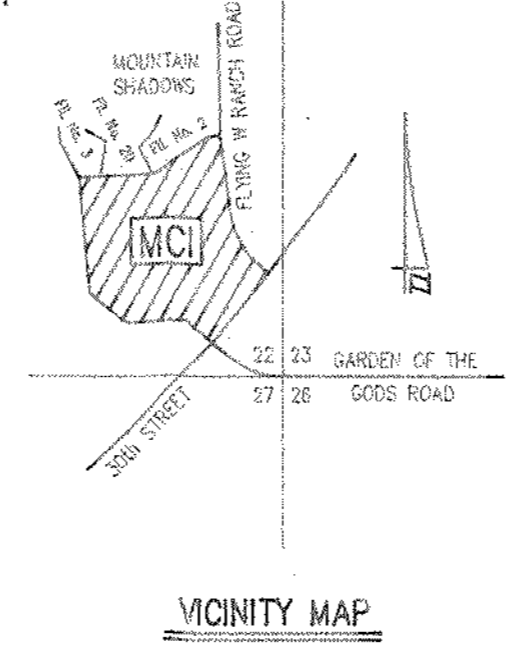 MOUNTAIN
SHADOWS
FIL No. 3
FIL No. 20
FIL No. 2
FLYING W RANCH ROAD
MCI
22 23
GARDEN OF THE
27 26
GODS ROAD
30th STREET
VICINITY MAP